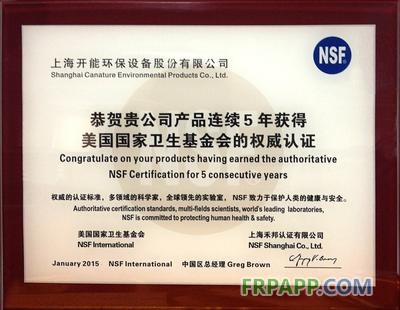 NSF
上海开能环保设备股份有限公司
Shanghai Canature Environmental Products Co., Ltd.
恭贺贵公司产品连续5年获得
美国国家卫生基金会的权威认证
Congratulate on your products having earned the authoritative
NSF Certification for 5 consecutive years
权威的认证标准，多领域的科学家，全球领先的实验室， NSF 致力于保护人类的健康与安全。
Authoritative certification standards, multi-fields scientists, world's leading laboratories,
NSF is committed to protecting human health & safety.
美国国家卫生基金会 上海禾邦认证有限公司
NSF International NSF Shanghai Co., Ltd.
January 2015 NSF International 中国区总经理 Greg Brown
FRPAPP.COM